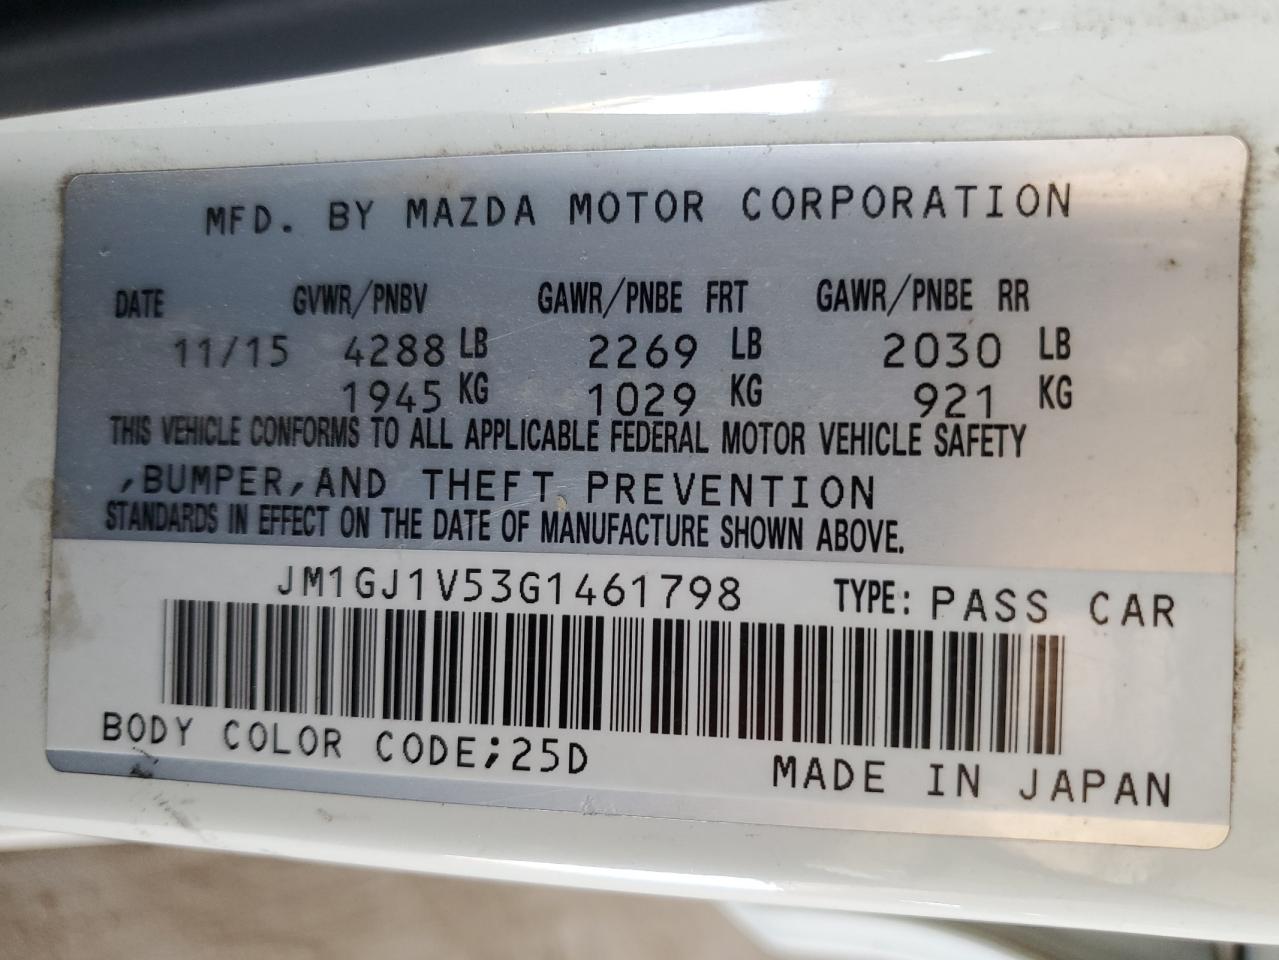 MFD. BY MAZDA MOTOR CORPORATION
DATE GVWR/PNBV GAWR/PNBE FRT GAWR/PNBE RR
11/15 4288 LB 2269 LB 2030 LB
1945 KG 1029 KG 921 KG
THIS VEHICLE CONFORMS TO ALL APPLICABLE FEDERAL MOTOR VEHICLE SAFETY
,BUMPER,AND THEFT PREVENTION
STANDARDS IN EFFECT ON THE DATE OF MANUFACTURE SHOWN ABOVE.
JM1GJ1V53G1461798 TYPE: PASS CAR
BODY COLOR CODE;25D
MADE IN JAPAN